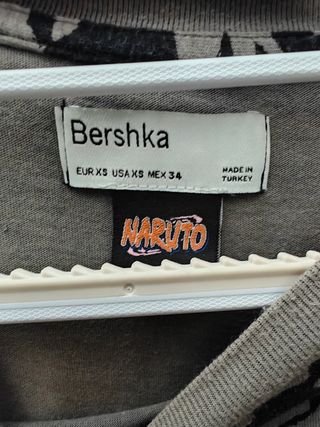 Bershka
EUR XS USA XS MEX 34
MADE IN
TURKEY
NARUTO